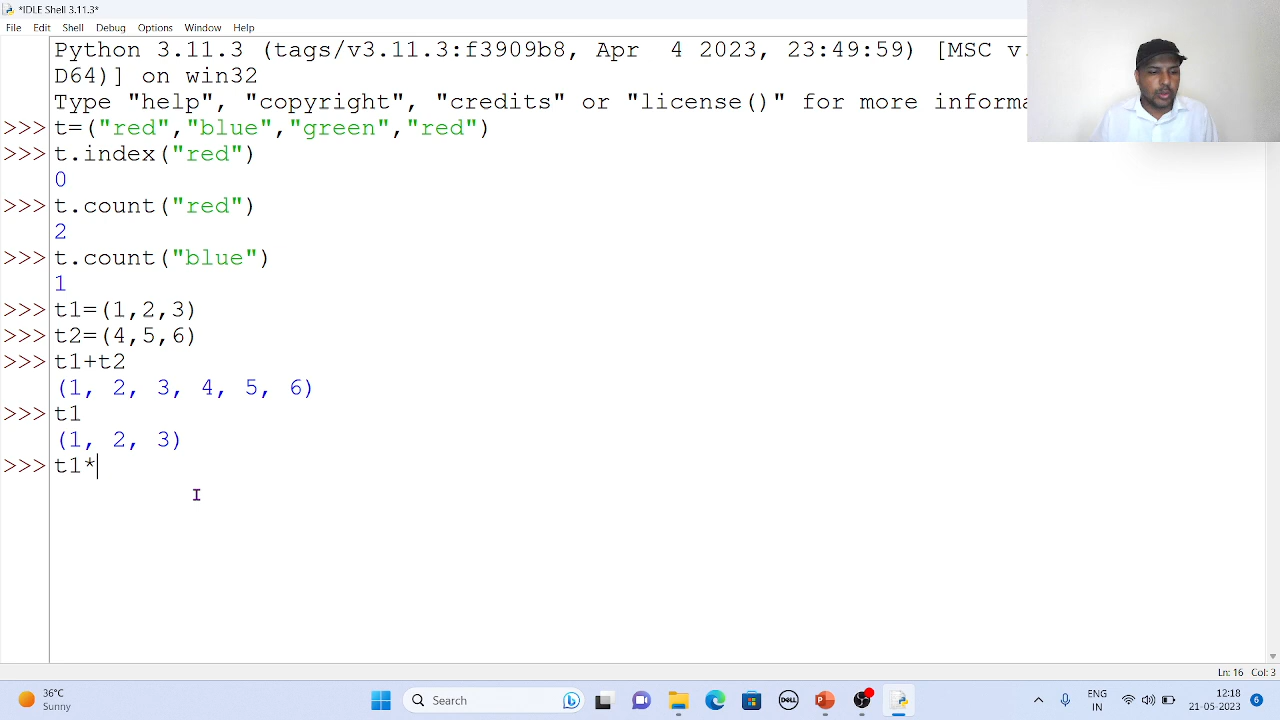 *IDLE Shell 3.11.3*
File Edit Shell Debug Options Window Help
Python 3.11.3 (tags/v3.11.3:f3909b8, Apr  4 2023, 23:49:59) [MSC v
D64)] on win32
Type "help", "copyright", "credits" or "license()" for more informa
>>> t=("red","blue","green","red")
>>> t.index("red")
0
>>> t.count("red")
2
>>> t.count("blue")
1
>>> t1=(1,2,3)
>>> t2=(4,5,6)
>>> t1+t2
(1, 2, 3, 4, 5, 6)
>>> t1
(1, 2, 3)
>>> t1*
Ln: 16 Col: 3
36°C
Sunny
Search
DELL
ENG
IN
12:18
21-05-2023
6